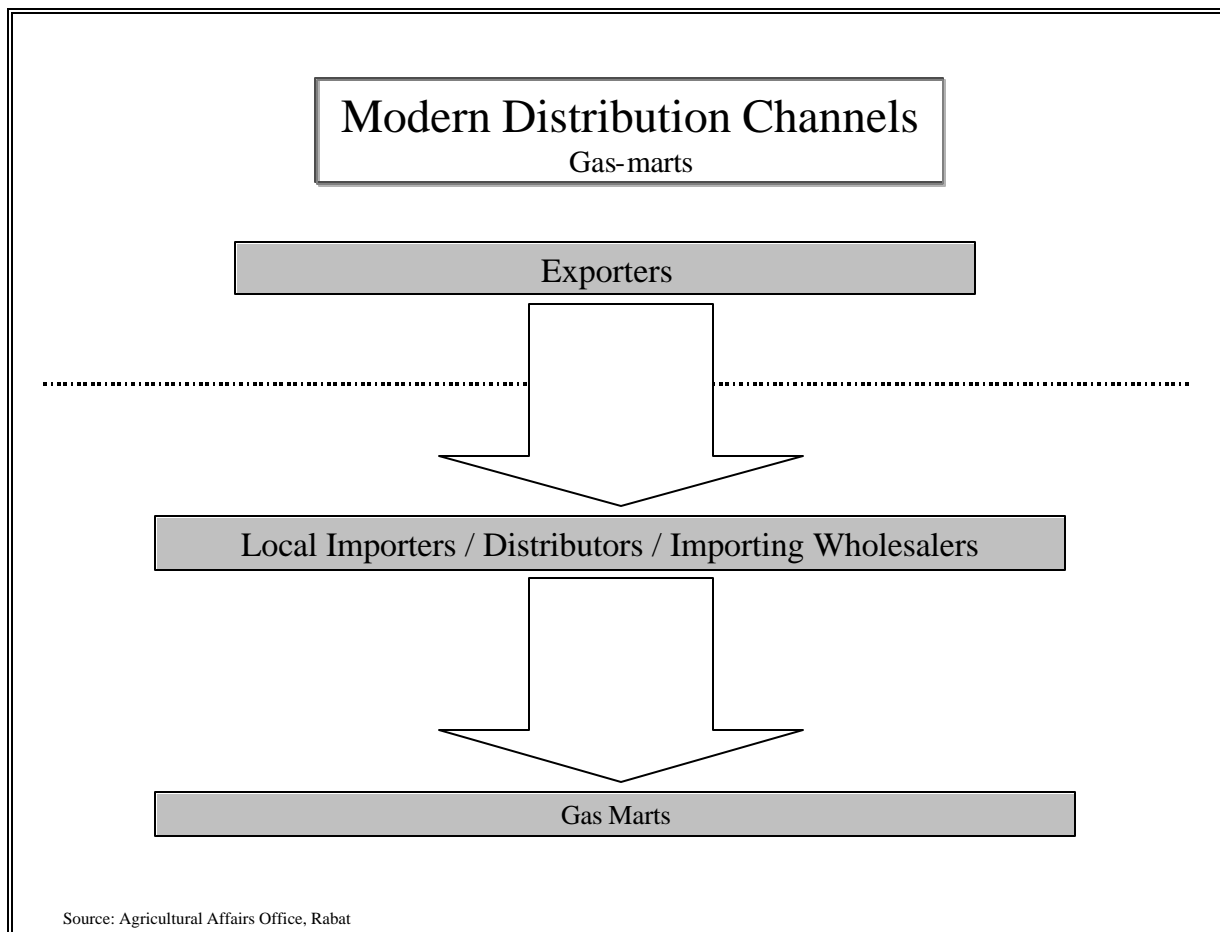 Modern Distribution Channels
Gas-marts
Exporters
Local Importers / Distributors / Importing Wholesalers
Gas Marts
Source: Agricultural Affairs Office, Rabat